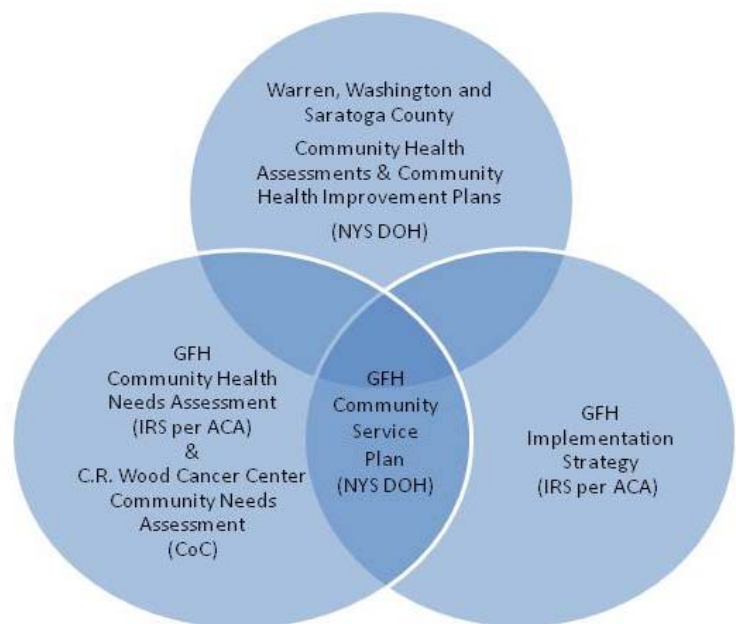 Warren, Washington and
Saratoga County
Community Health
Assessments & Community
Health Improvement Plans
(NYS DOH)
GFH
Community Health
Needs Assessment
(IRS per ACA)
&
C.R. Wood Cancer Center
Community Needs
Assessment
(CoC)
GFH
Community
Service
Plan
(NYS DOH)
GFH
Implementation
Strategy
(IRS per ACA)